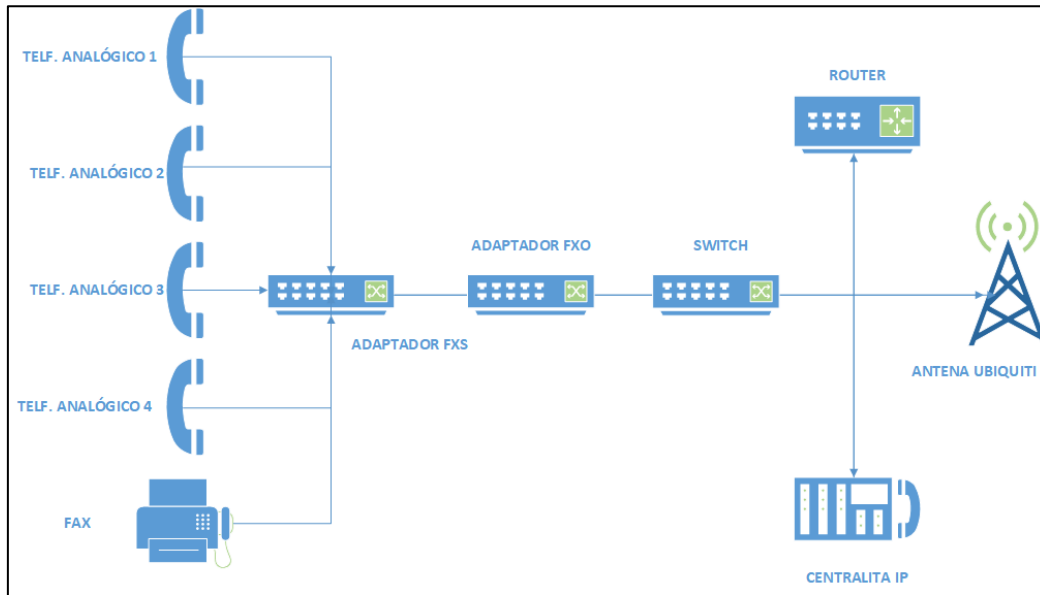 TELF. ANALÓGICO 1
TELF. ANALÓGICO 2
TELF. ANALÓGICO 3
TELF. ANALÓGICO 4
FAX
ADAPTADOR FXS
ADAPTADOR FXO
SWITCH
ROUTER
ANTENA UBIQUITI
CENTRALITA IP